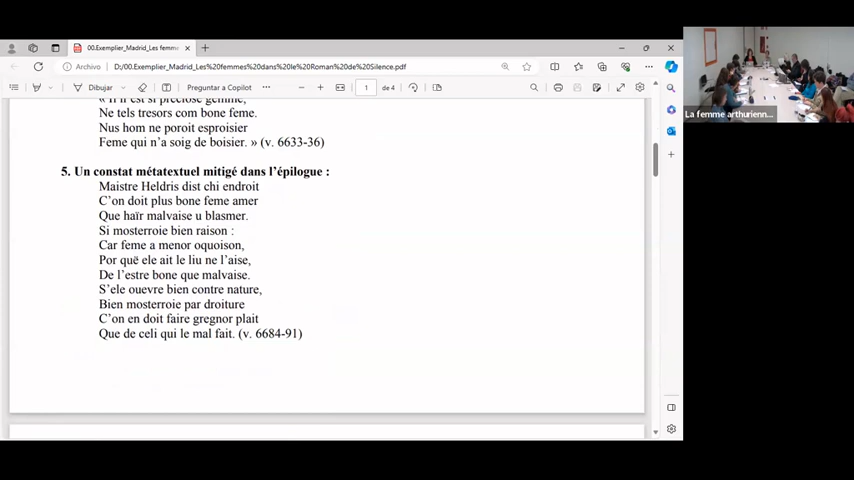 00.Exemplier_Madrid_Les femme
Archivo
D:/00.Exemplier_Madrid_Les%20femmes%20dans%20le%20Roman%20de%20Silence.pdf
Dibujar
Preguntar a Copilot
1
de 4
Ne tels tresors com bone feme.
Nus hom ne poroit esproisier
Feme qui n'a soig de boisier. » (v. 6633-36)
5. Un constat métatextuel mitigé dans l'épilogue :
Maistre Heldris dist chi endroit
C'on doit plus bone feme amer
Que haïr malvaise u blasmer.
Si mosterroie bien raison :
Car feme a menor oquoison,
Por quë ele ait le liu ne l'aise,
De l'estre bone que malvaise.
S'ele ouevre bien contre nature,
Bien mosterroie par droiture
C'on en doit faire gregnor plait
Que de celi qui le mal fait. (v. 6684-91)
La femme arthurienn...